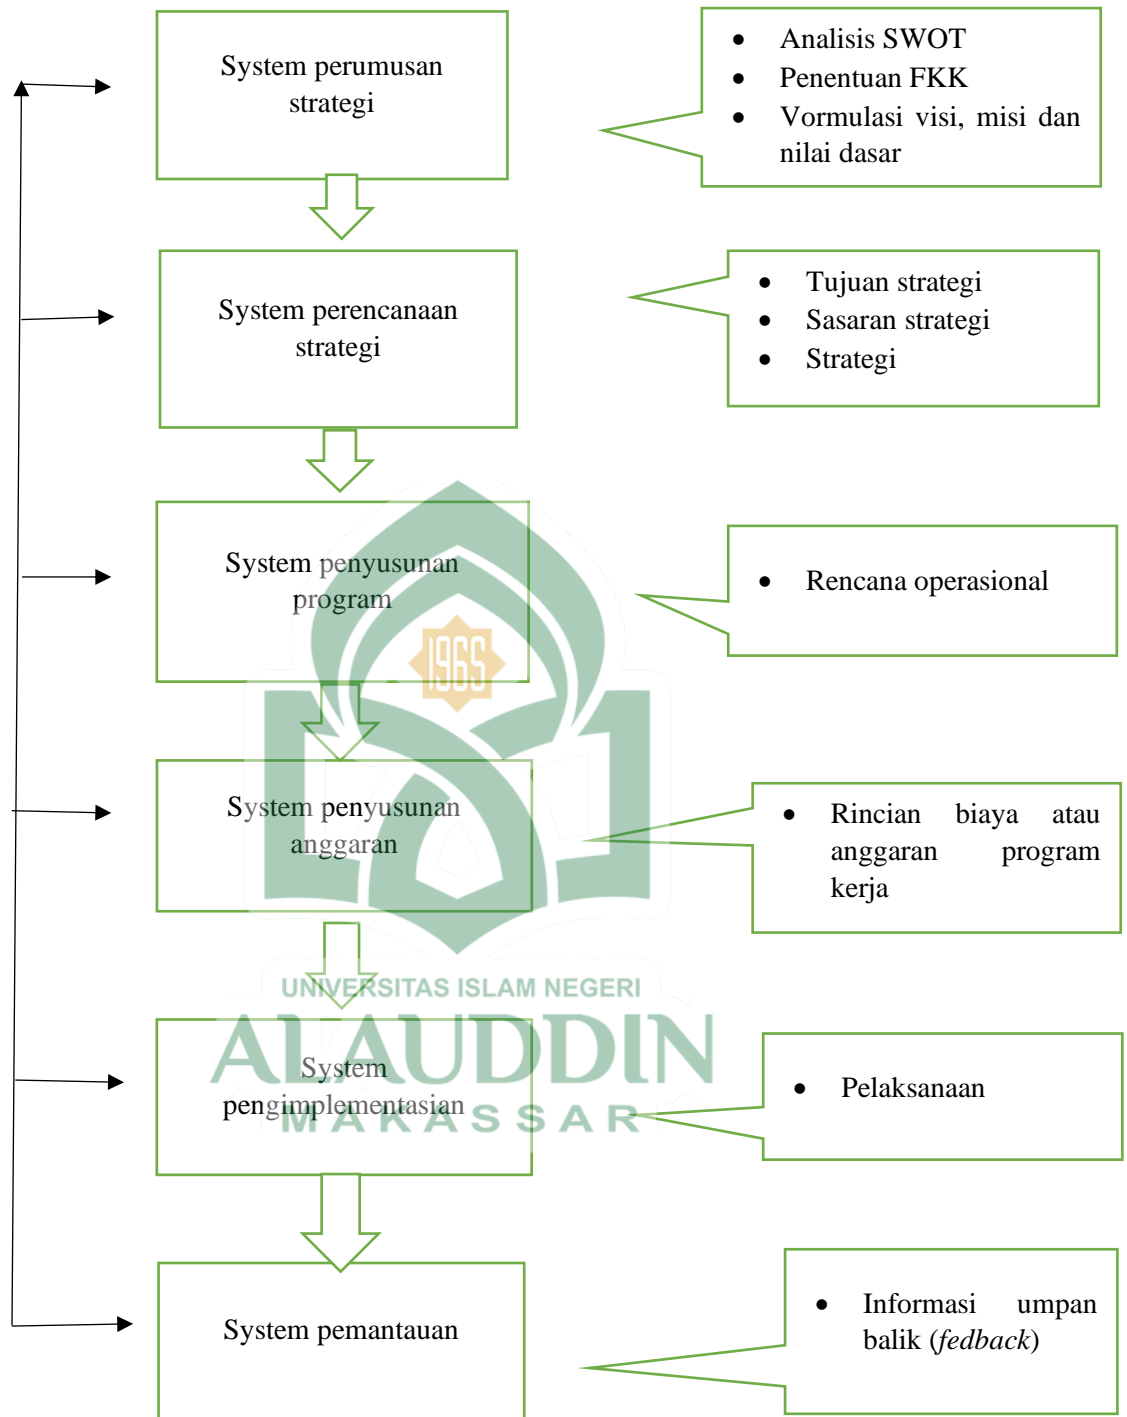 System perumusan
strategi
• Analisis SWOT
• Penentuan FKK
• Vormulasi visi, misi dan
nilai dasar
System perencanaan
strategi
• Tujuan strategi
• Sasaran strategi
• Strategi
System penyusunan
program
• Rencana operasional
1965
System penyusunan
anggaran
• Rincian biaya atau
anggaran program
kerja
UNIVERSITAS ISLAM NEGERI
ALAUDDIN
MAKASSAR
System
pengimplementasian
• Pelaksanaan
System pemantauan
• Informasi umpan
balik (fedback)